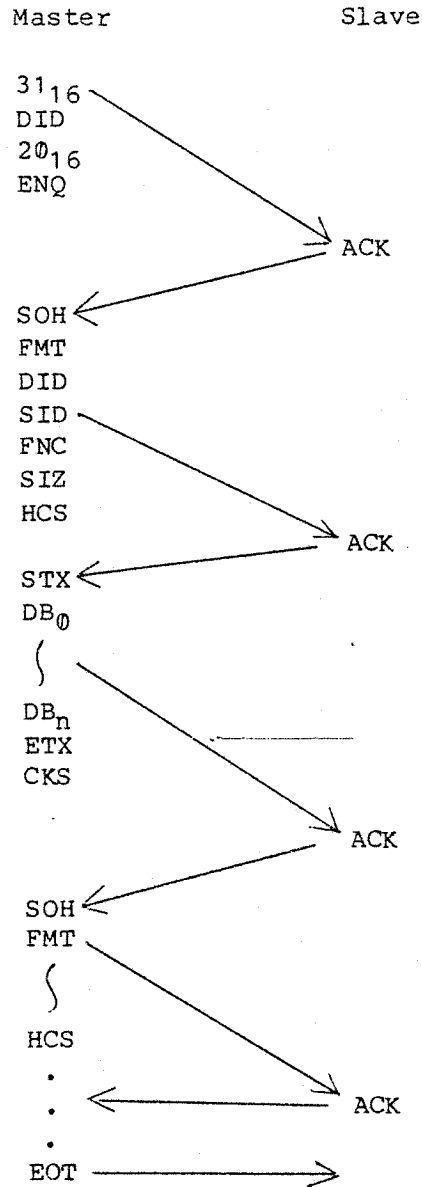 Master Slave
31₁₆
DID
20₁₆
ENQ
ACK
SOH
FMT
DID
SID
FNC
SIZ
HCS
ACK
STX
DB₀
DBₙ
ETX
CKS
ACK
SOH
FMT
HCS
ACK
EOT